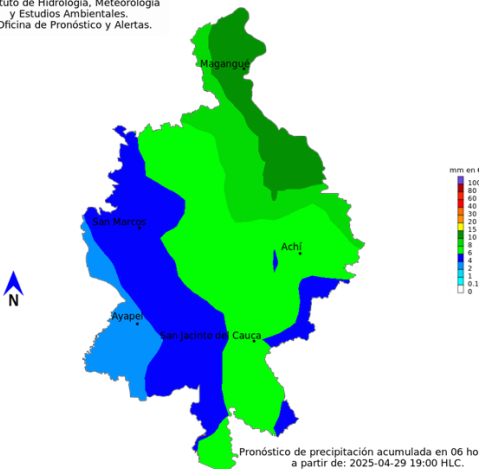 tuto de Hidrología, Meteorología
y Estudios Ambientales.
Oficina de Pronóstico y Alertas.
Magangué
San Marcos
Achí
Ayapel
San Jacinto del Cauca
N
mm en 6
100
80
60
40
30
20
15
10
8
6
4
2
1
0.1
0
Pronóstico de precipitación acumulada en 06 ho
a partir de: 2025-04-29 19:00 HLC.